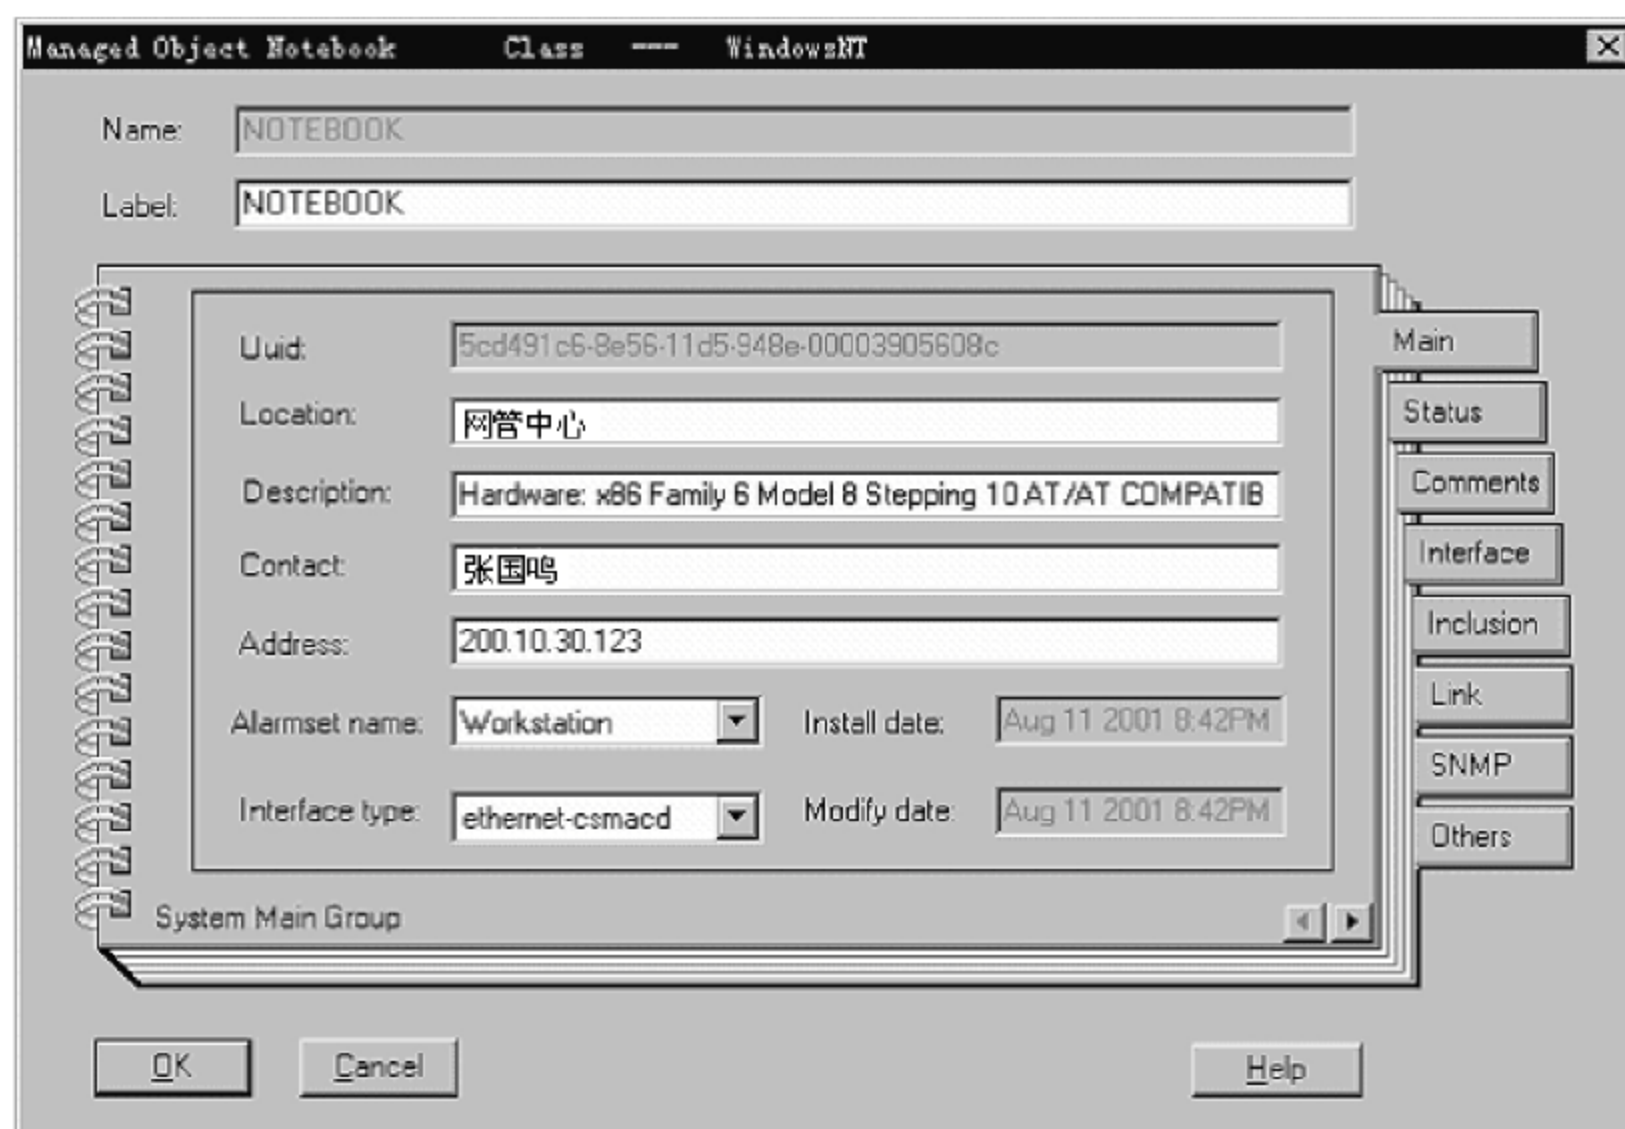 Managed Object Notebook Class --- WindowsNT
Name: NOTEBOOK
Label: NOTEBOOK
Uuid: 5cd491c6-8e56-11d5-948e-00003905608c
Location: 网管中心
Description: Hardware: x86 Family 6 Model 8 Stepping 10 AT/AT COMPATIB
Contact: 张国鸣
Address: 200.10.30.123
Alarmset name: Workstation Install date: Aug 11 2001 8:42PM
Interface type: ethernet-csmacd Modify date: Aug 11 2001 8:42PM
System Main Group
Main
Status
Comments
Interface
Inclusion
Link
SNMP
Others
OK Cancel Help